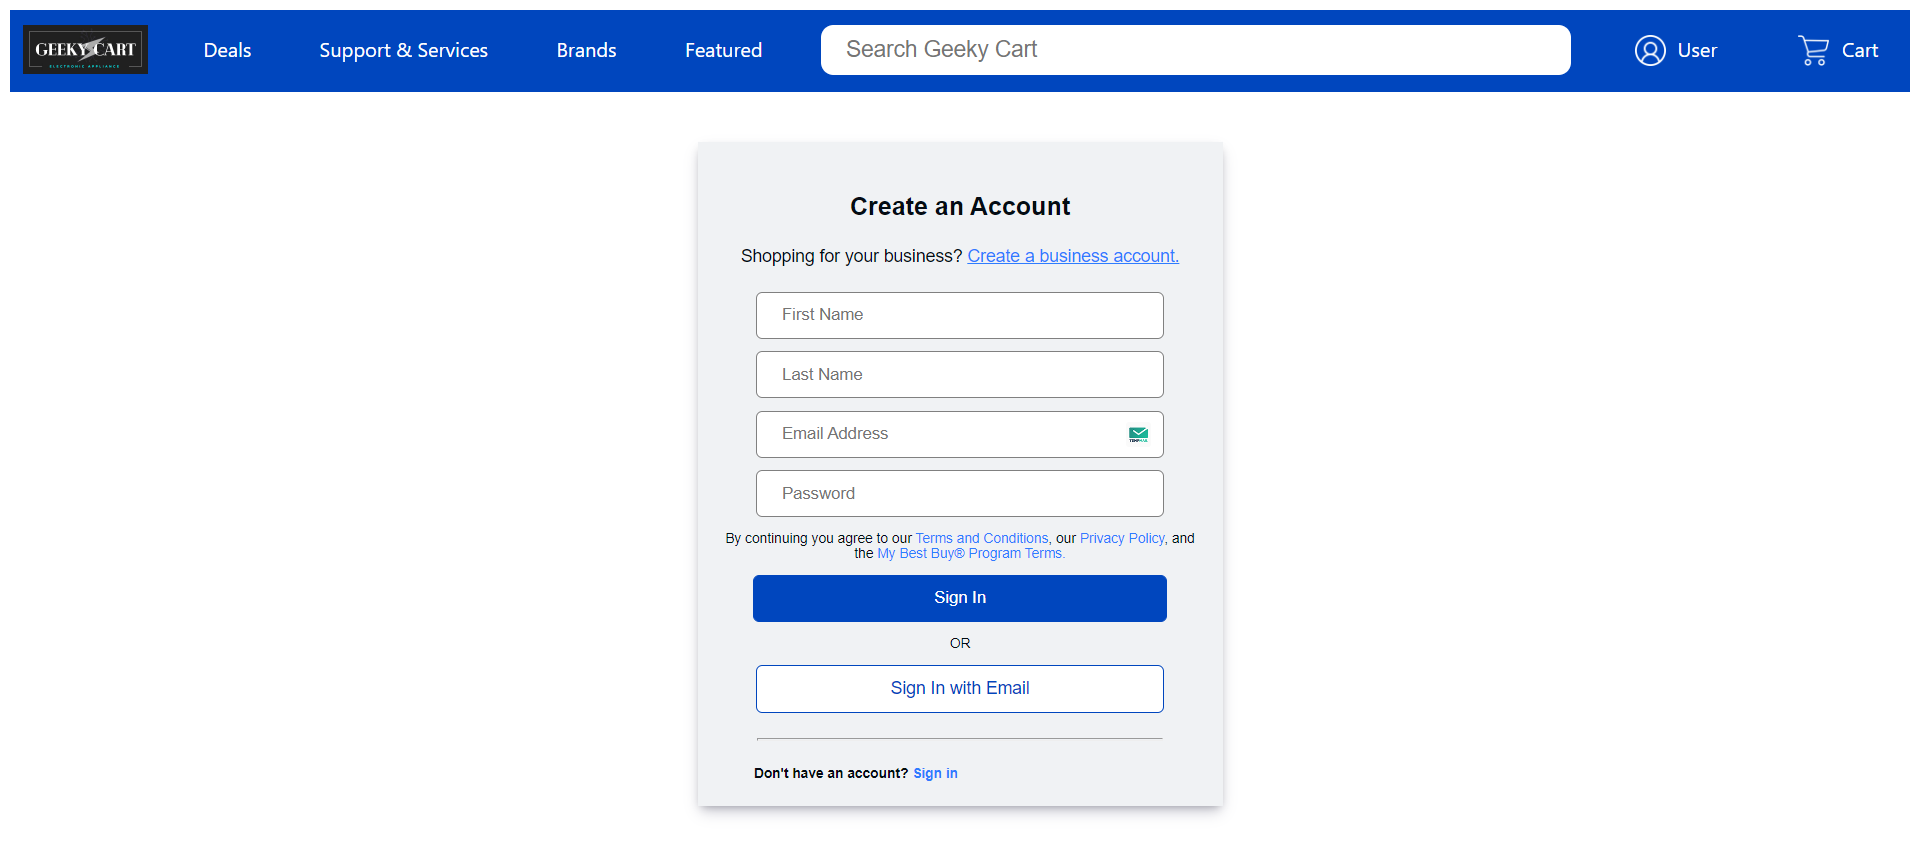 GEEKY CART
ELECTRONIC APPLIANCE
Deals
Support & Services
Brands
Featured
Search Geeky Cart
User
Cart
Create an Account
Shopping for your business? Create a business account.
First Name
Last Name
Email Address
TEMPMAIL
Password
By continuing you agree to our Terms and Conditions, our Privacy Policy, and
the My Best Buy® Program Terms.
Sign In
OR
Sign In with Email
Don't have an account? Sign in